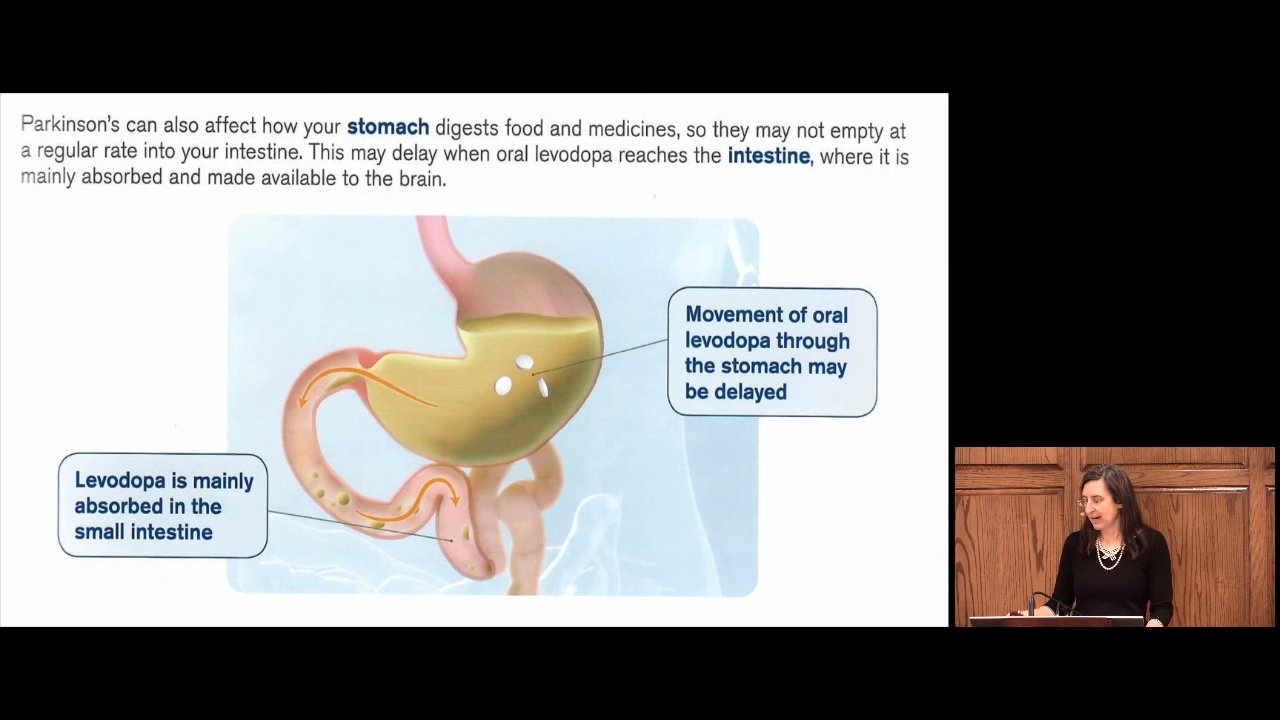 Parkinson's can also affect how your stomach digests food and medicines, so they may not empty at
a regular rate into your intestine. This may delay when oral levodopa reaches the intestine, where it is
mainly absorbed and made available to the brain.
Movement of oral
levodopa through
the stomach may
be delayed
Levodopa is mainly
absorbed in the
small intestine